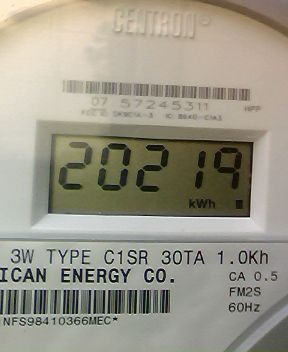 CENTRON®
07 57245311 HPP
20219
kWh
3W TYPE C1SR 30TA 1.0Kh
ICAN ENERGY CO. CA 0.5
FM2S
NFS98410366MEC* 60Hz